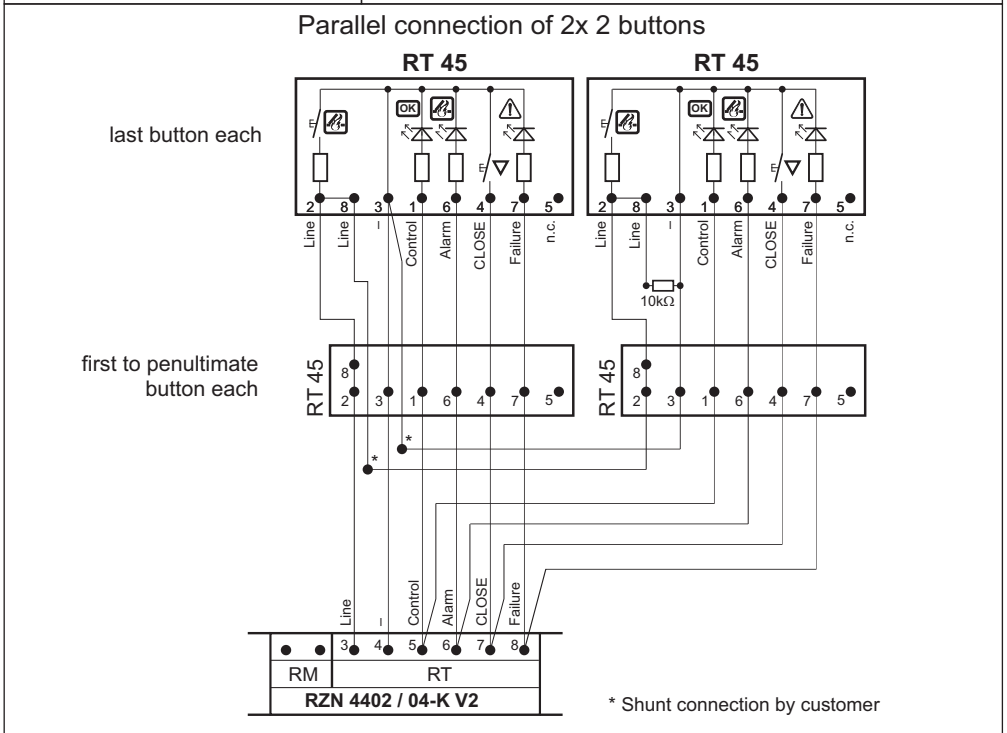 Parallel connection of 2x 2 buttons
RT 45 RT 45
last button each
OK OK
2 8 3 1 6 4 7 5 2 8 3 1 6 4 7 5
Line Line – Control Alarm CLOSE Failure n.c. Line Line – Control Alarm CLOSE Failure n.c.
10kΩ
first to penultimate
button each
RT 45 RT 45
8 8
2 3 1 6 4 7 5 2 3 1 6 4 7 5
*
*
Line – Control Alarm CLOSE Failure
3 4 5 6 7 8
RM RT
RZN 4402 / 04-K V2
* Shunt connection by customer